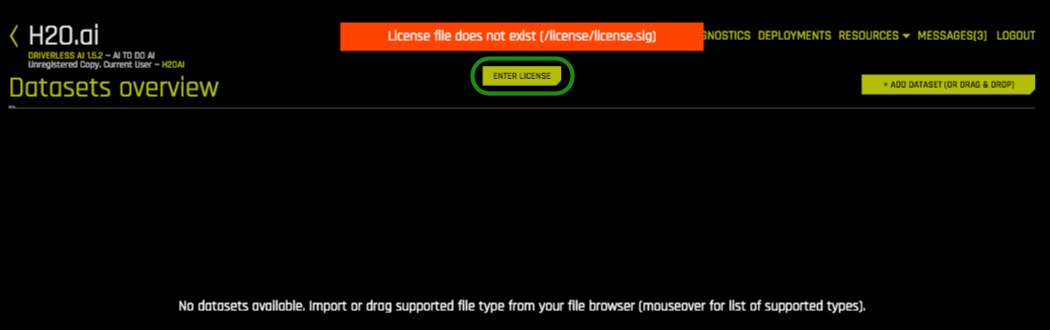 H2O.ai
DRIVERLESS AI 1.5.2 – AI TO DO AI
Unregistered Copy. Current User – H2OAI
License file does not exist (/license/license.sig)
GNOSTICS DEPLOYMENTS RESOURCES MESSAGES[3] LOGOUT
ENTER LICENSE
Datasets overview
+ ADD DATASET (OR DRAG & DROP)
No datasets available. Import or drag supported file type from your file browser (mouseover for list of supported types).